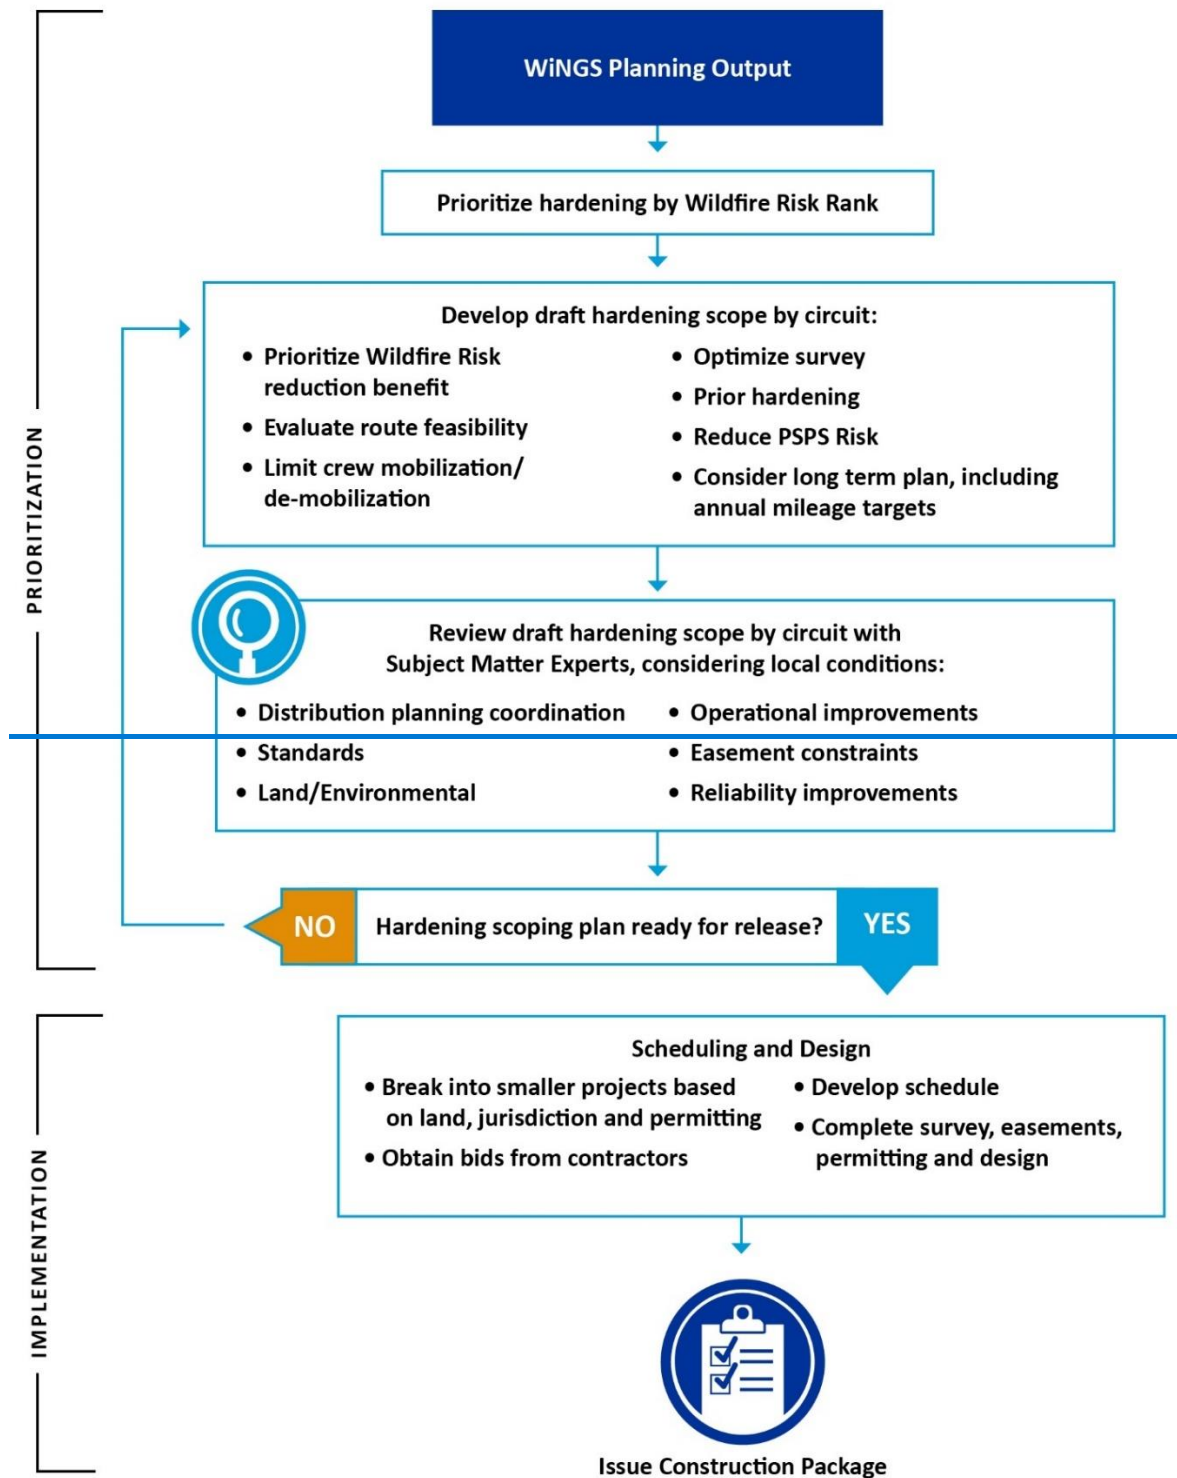 WiNGS Planning Output
Prioritize hardening by Wildfire Risk Rank
Develop draft hardening scope by circuit:
• Prioritize Wildfire Risk
reduction benefit
• Evaluate route feasibility
• Limit crew mobilization/
de-mobilization
• Optimize survey
• Prior hardening
• Reduce PSPS Risk
• Consider long term plan, including
annual mileage targets
PRIORITIZATION
Review draft hardening scope by circuit with
Subject Matter Experts, considering local conditions:
• Distribution planning coordination
• Standards
• Land/Environmental
• Operational improvements
• Easement constraints
• Reliability improvements
NO
Hardening scoping plan ready for release?
YES
IMPLEMENTATION
Scheduling and Design
• Break into smaller projects based
on land, jurisdiction and permitting
• Obtain bids from contractors
• Develop schedule
• Complete survey, easements,
permitting and design
Issue Construction Package